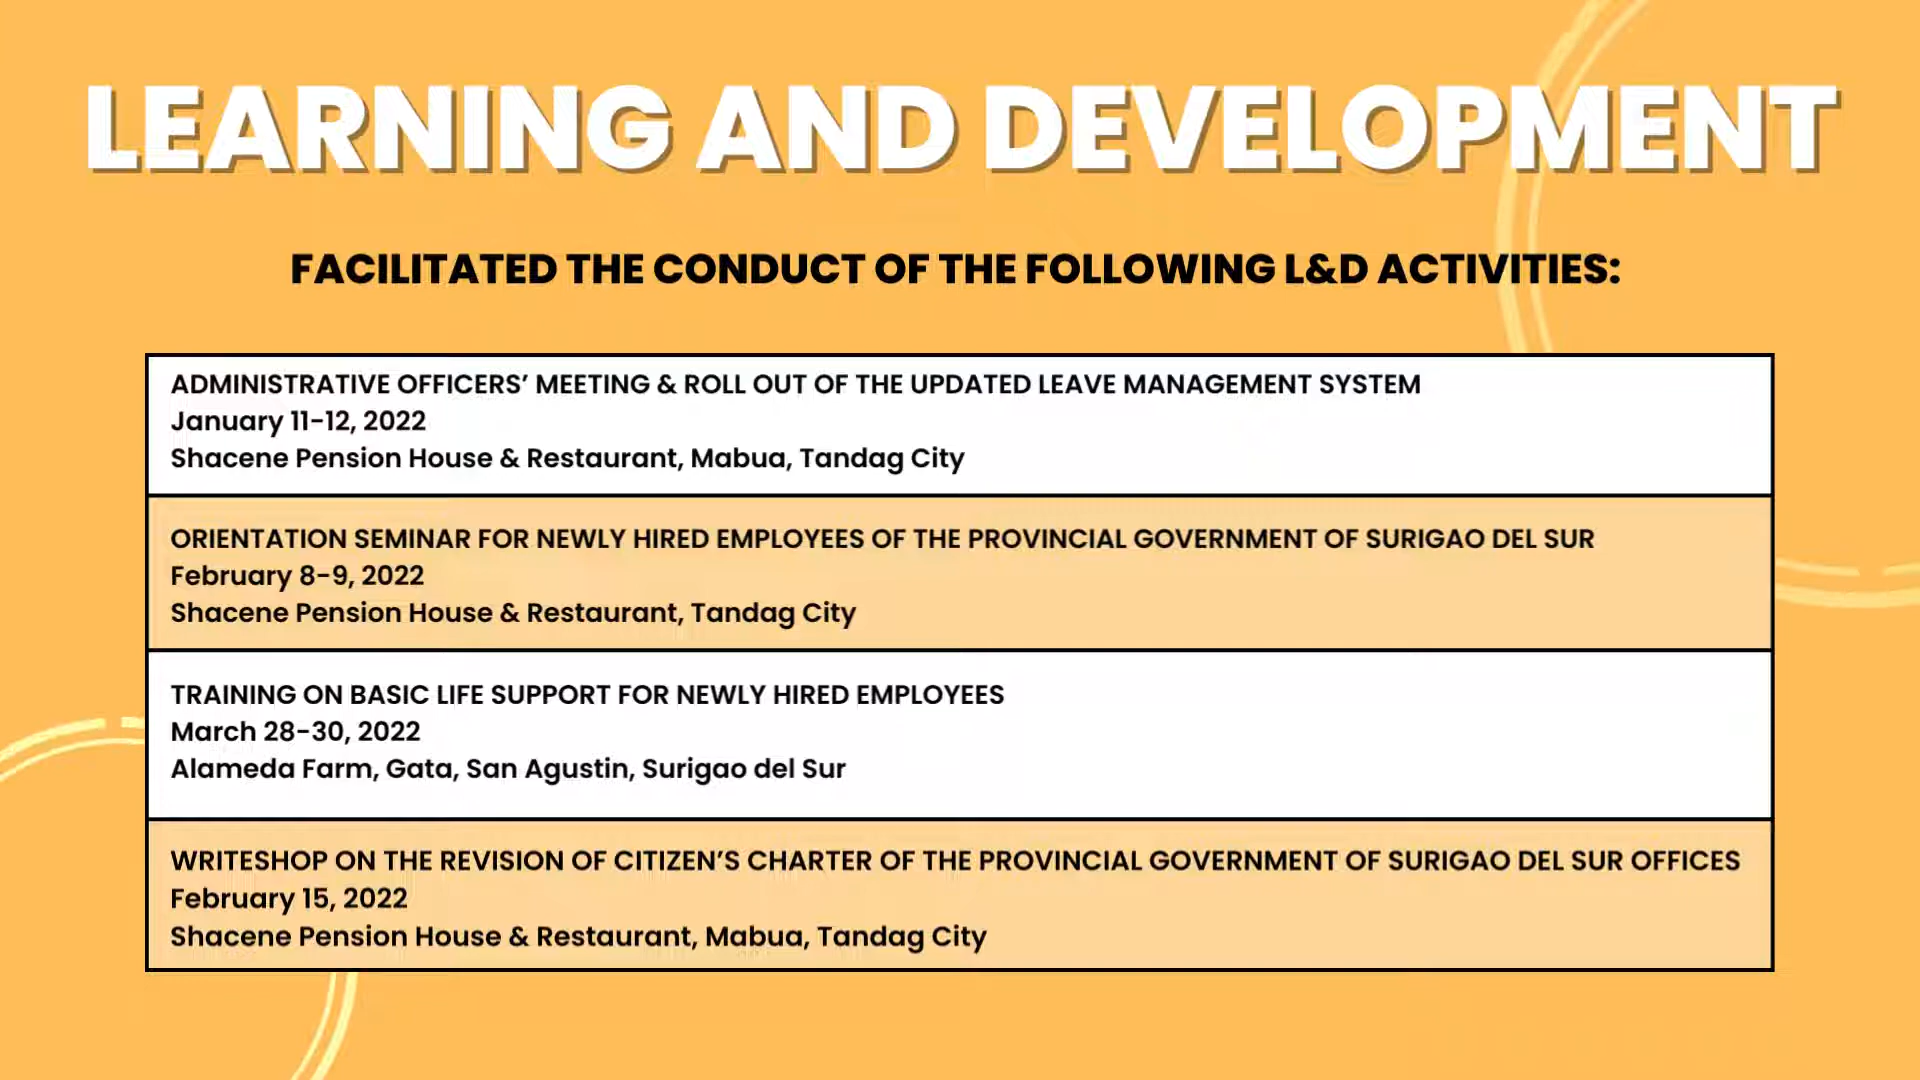 LEARNING AND DEVELOPMENT
FACILITATED THE CONDUCT OF THE FOLLOWING L&D ACTIVITIES:
ADMINISTRATIVE OFFICERS’ MEETING & ROLL OUT OF THE UPDATED LEAVE MANAGEMENT SYSTEM
January 11-12, 2022
Shacene Pension House & Restaurant, Mabua, Tandag City
ORIENTATION SEMINAR FOR NEWLY HIRED EMPLOYEES OF THE PROVINCIAL GOVERNMENT OF SURIGAO DEL SUR
February 8-9, 2022
Shacene Pension House & Restaurant, Tandag City
TRAINING ON BASIC LIFE SUPPORT FOR NEWLY HIRED EMPLOYEES
March 28-30, 2022
Alameda Farm, Gata, San Agustin, Surigao del Sur
WRITESHOP ON THE REVISION OF CITIZEN’S CHARTER OF THE PROVINCIAL GOVERNMENT OF SURIGAO DEL SUR OFFICES
February 15, 2022
Shacene Pension House & Restaurant, Mabua, Tandag City